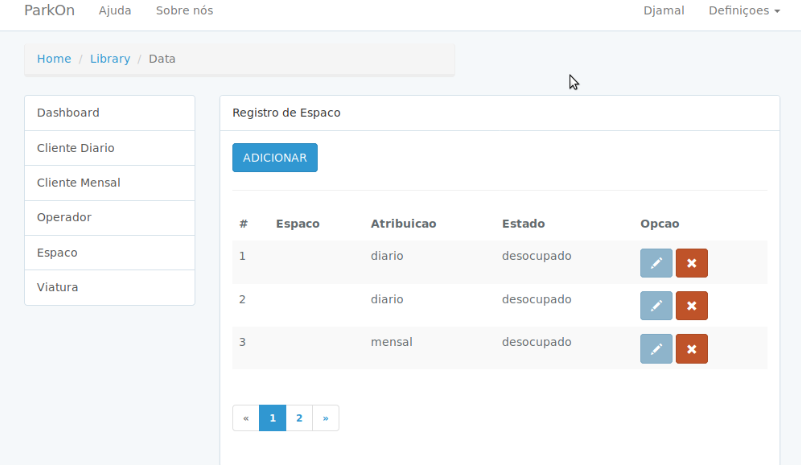 ParkOn Ajuda Sobre nós Djamal Definiçoes
Home / Library / Data
Dashboard
Cliente Diario
Cliente Mensal
Operador
Espaco
Viatura
Registro de Espaco
ADICIONAR
# Espaco Atribuicao Estado Opcao
1 diario desocupado
2 diario desocupado
3 mensal desocupado
« 1 2 »